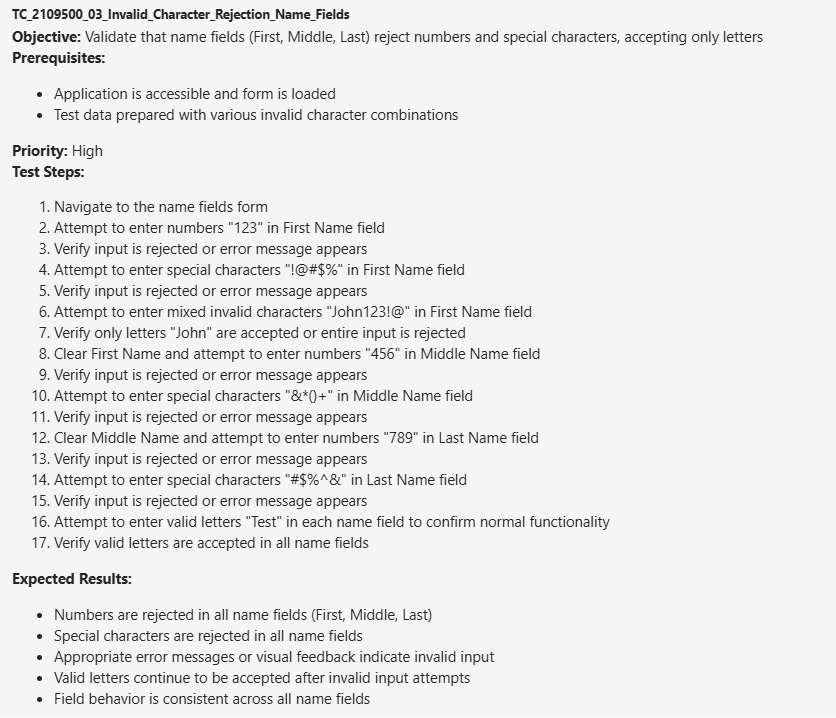 TC_2109500_03_Invalid_Character_Rejection_Name_Fields
Objective: Validate that name fields (First, Middle, Last) reject numbers and special characters, accepting only letters
Prerequisites:
• Application is accessible and form is loaded
• Test data prepared with various invalid character combinations
Priority: High
Test Steps:
1. Navigate to the name fields form
2. Attempt to enter numbers "123" in First Name field
3. Verify input is rejected or error message appears
4. Attempt to enter special characters "!@#$%" in First Name field
5. Verify input is rejected or error message appears
6. Attempt to enter mixed invalid characters "John123!@" in First Name field
7. Verify only letters "John" are accepted or entire input is rejected
8. Clear First Name and attempt to enter numbers "456" in Middle Name field
9. Verify input is rejected or error message appears
10. Attempt to enter special characters "&*()+" in Middle Name field
11. Verify input is rejected or error message appears
12. Clear Middle Name and attempt to enter numbers "789" in Last Name field
13. Verify input is rejected or error message appears
14. Attempt to enter special characters "#$%^&" in Last Name field
15. Verify input is rejected or error message appears
16. Attempt to enter valid letters "Test" in each name field to confirm normal functionality
17. Verify valid letters are accepted in all name fields
Expected Results:
• Numbers are rejected in all name fields (First, Middle, Last)
• Special characters are rejected in all name fields
• Appropriate error messages or visual feedback indicate invalid input
• Valid letters continue to be accepted after invalid input attempts
• Field behavior is consistent across all name fields